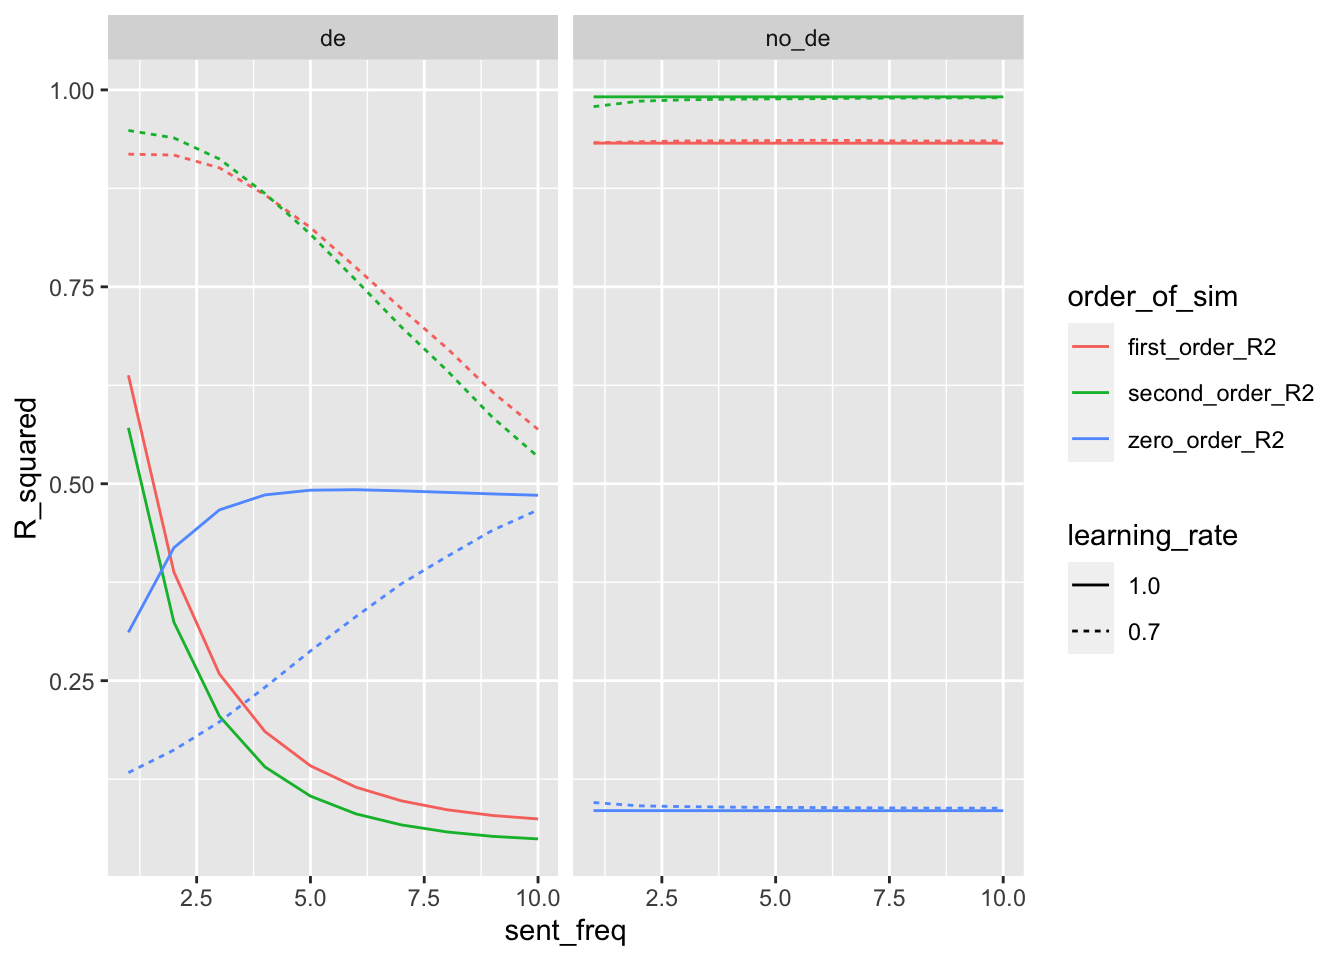 de
no_de
1.00
0.75
0.50
0.25
R_squared
2.5 5.0 7.5 10.0
2.5 5.0 7.5 10.0
sent_freq
order_of_sim
first_order_R2
second_order_R2
zero_order_R2
learning_rate
1.0
0.7